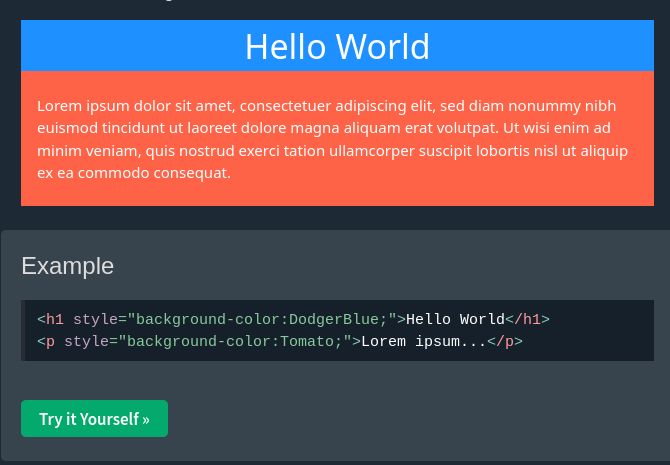 Hello World
Lorem ipsum dolor sit amet, consectetuer adipiscing elit, sed diam nonummy nibh
euismod tincidunt ut laoreet dolore magna aliquam erat volutpat. Ut wisi enim ad
minim veniam, quis nostrud exerci tation ullamcorper suscipit lobortis nisl ut aliquip
ex ea commodo consequat.
Example
<h1 style="background-color:DodgerBlue;">Hello World</h1>
<p style="background-color:Tomato;">Lorem ipsum...</p>
Try it Yourself »